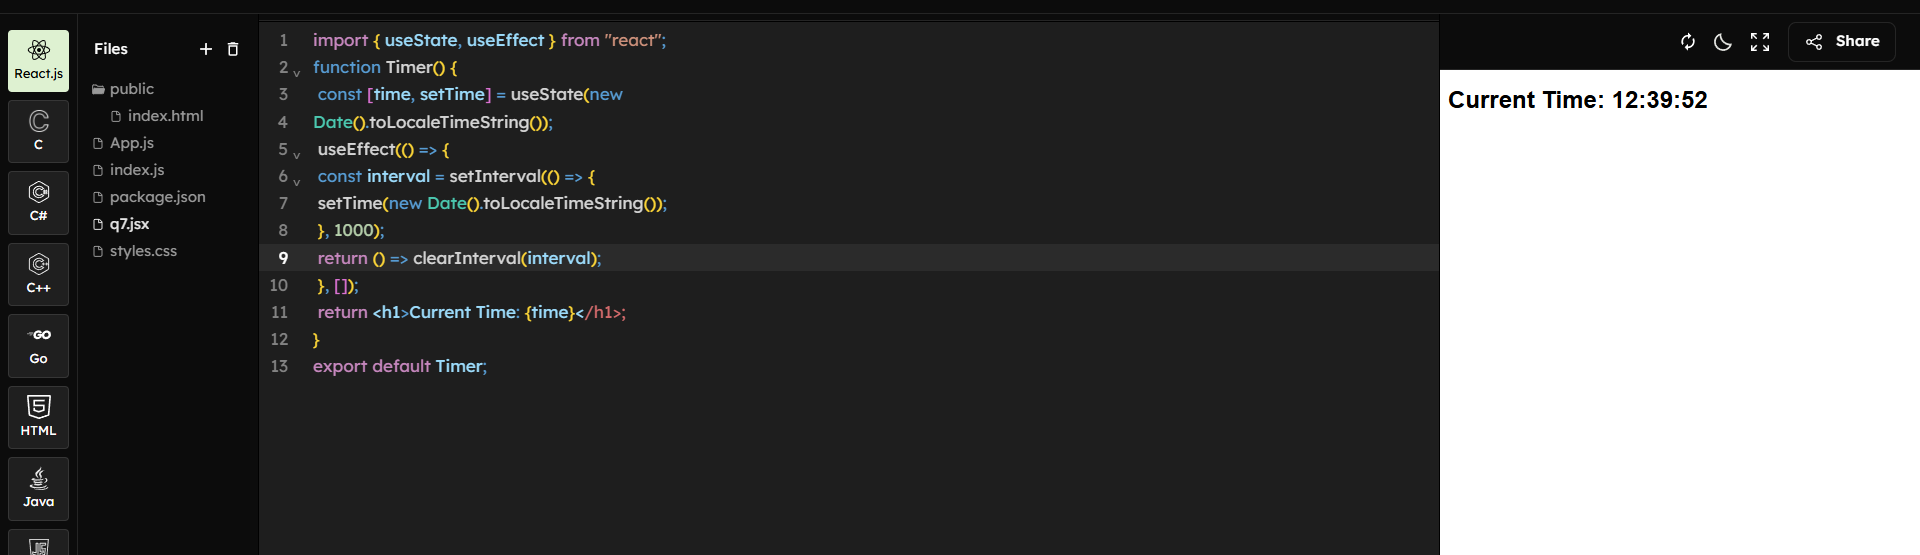 React.js
C
C#
C++
GO
Go
5
HTML
Java
JS
Files
public
index.html
App.js
index.js
package.json
q7.jsx
styles.css
1 import { useState, useEffect } from "react";
2 function Timer() {
3 const [time, setTime] = useState(new
4 Date().toLocaleTimeString());
5 useEffect(() => {
6 const interval = setInterval(() => {
7 setTime(new Date().toLocaleTimeString());
8 }, 1000);
9 return () => clearInterval(interval);
10 }, []);
11 return <h1>Current Time: {time}</h1>;
12 }
13 export default Timer;
Share
Current Time: 12:39:52